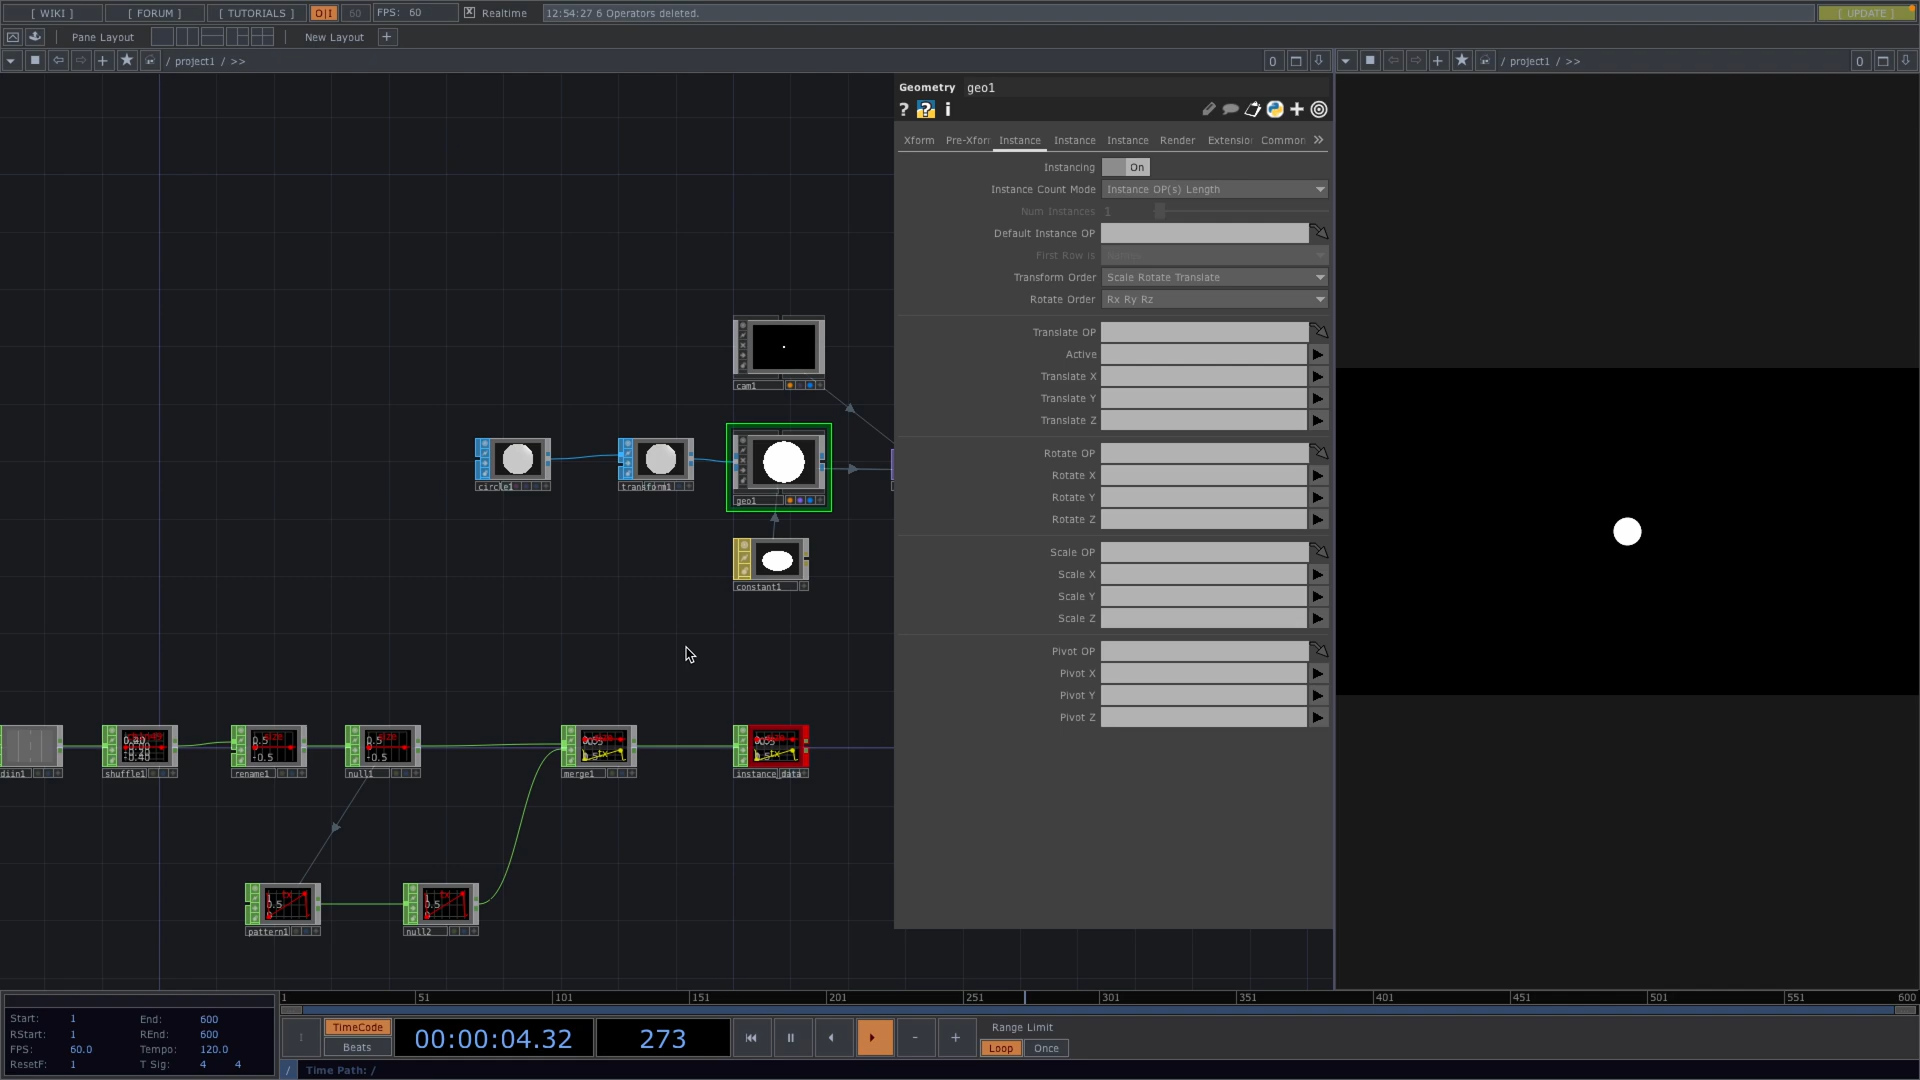 [ WIKI ]
[ FORUM ]
[ TUTORIALS ]
O|I
60
FPS: 60
Realtime
12:54:27 6 Operators deleted.
[ UPDATE ]
Pane Layout
New Layout
+
/ project1 / >>
0
/ project1 / >>
0
Geometry geo1
? ? i
Xform
Pre-Xforr
Instance
Instance
Instance
Render
Extensio
Common
Instancing On
Instance Count Mode Instance OP(s) Length
Num Instances 1
Default Instance OP
First Row is
Transform Order Scale Rotate Translate
Rotate Order Rx Ry Rz
Translate OP
Active
Translate X
Translate Y
Translate Z
Rotate OP
Rotate X
Rotate Y
Rotate Z
Scale OP
Scale X
Scale Y
Scale Z
Pivot OP
Pivot X
Pivot Y
Pivot Z
cam1
circle1
transform1
geo1
constant1
diin1
shuffle1
rename1
null1
merge1
instance_data
pattern1
null2
1 51 101 151 201 251 301 351 401 451 501 551 600
Start: 1 End: 600
RStart: 1 REnd: 600
FPS: 60.0 Tempo: 120.0
ResetF: 1 T Sig: 4 4
TimeCode
Beats
00:00:04.32
273
Range Limit
Loop Once
/ Time Path: /